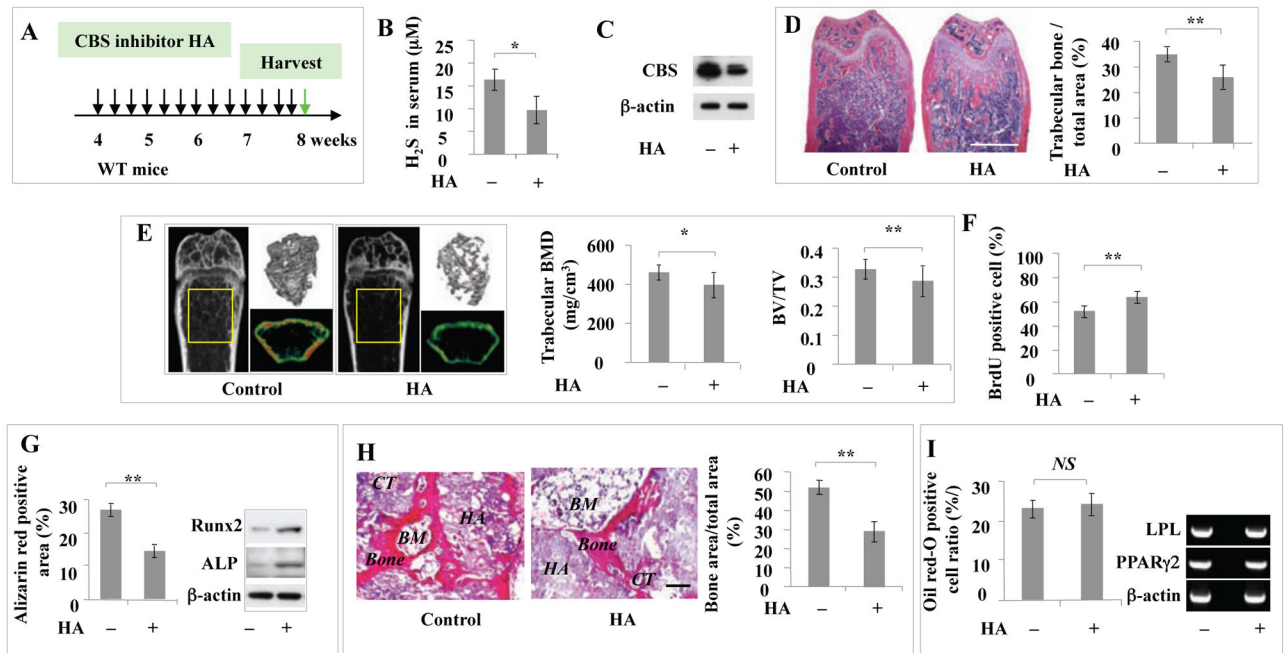 A
CBS inhibitor HA
Harvest
4 5 6 7 8 weeks
WT mice
B
H₂S in serum (μM)
25
20
15
10
5
0
*
HA – +
C
CBS
β-actin
HA – +
D
Control HA
Trabecular bone /
total area (%)
40
30
20
10
0
**
HA – +
E
Control HA
Trabecular BMD
(mg/cm³)
600
400
200
0
*
HA – +
BV/TV
0.4
0.3
0.2
0.1
0
**
HA – +
F
BrdU positive cell (%)
100
80
60
40
20
0
**
HA – +
G
Alizarin red positive
area (%)
30
20
10
0
**
HA – +
Runx2
ALP
β-actin
– +
H
CT
HA
BM
Bone
Control
BM
Bone
HA
CT
HA
Bone area/total area
(%)
60
50
40
30
20
10
0
**
HA – +
I
Oil red-O positive
cell ratio (%/)
30
20
10
0
NS
HA – +
LPL
PPARγ2
β-actin
– +